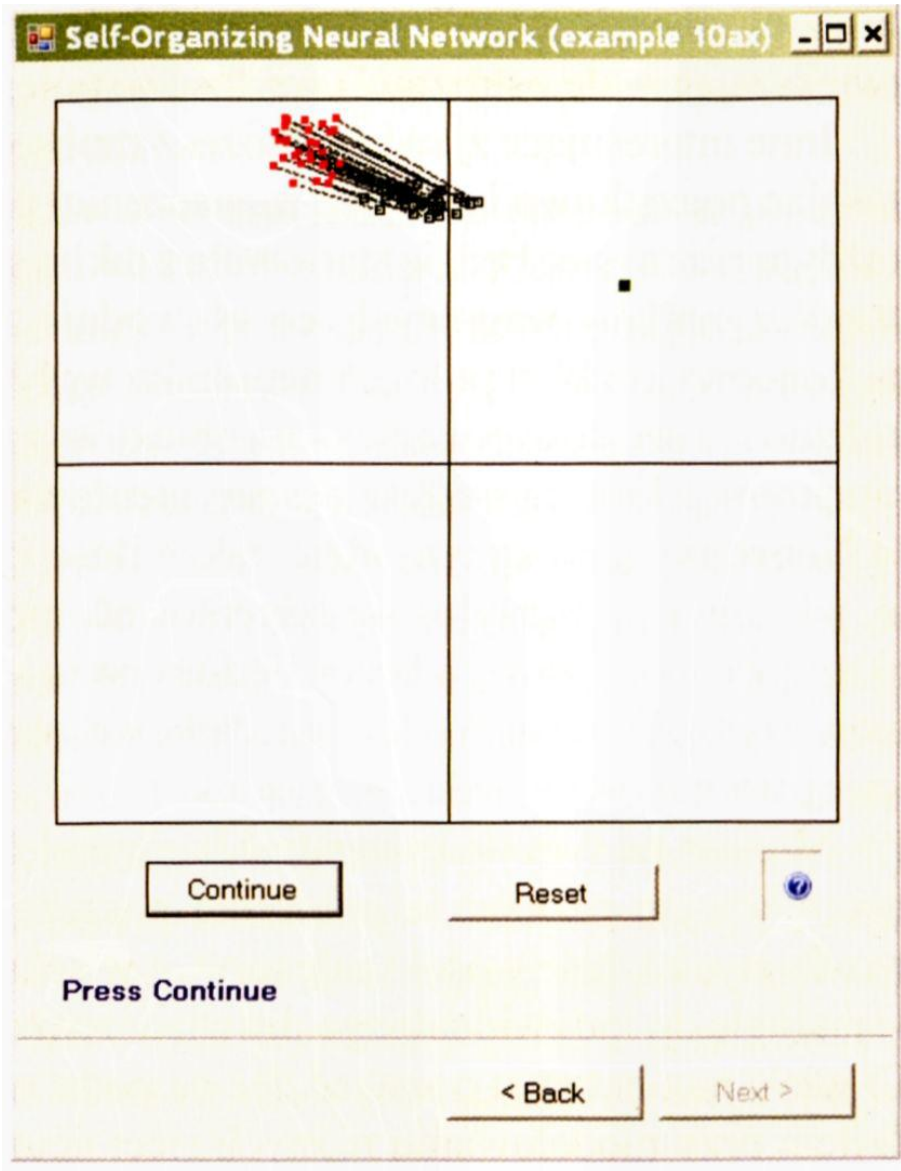 Self-Organizing Neural Network (example 10ax)
Continue
Reset
Press Continue
< Back
Next >